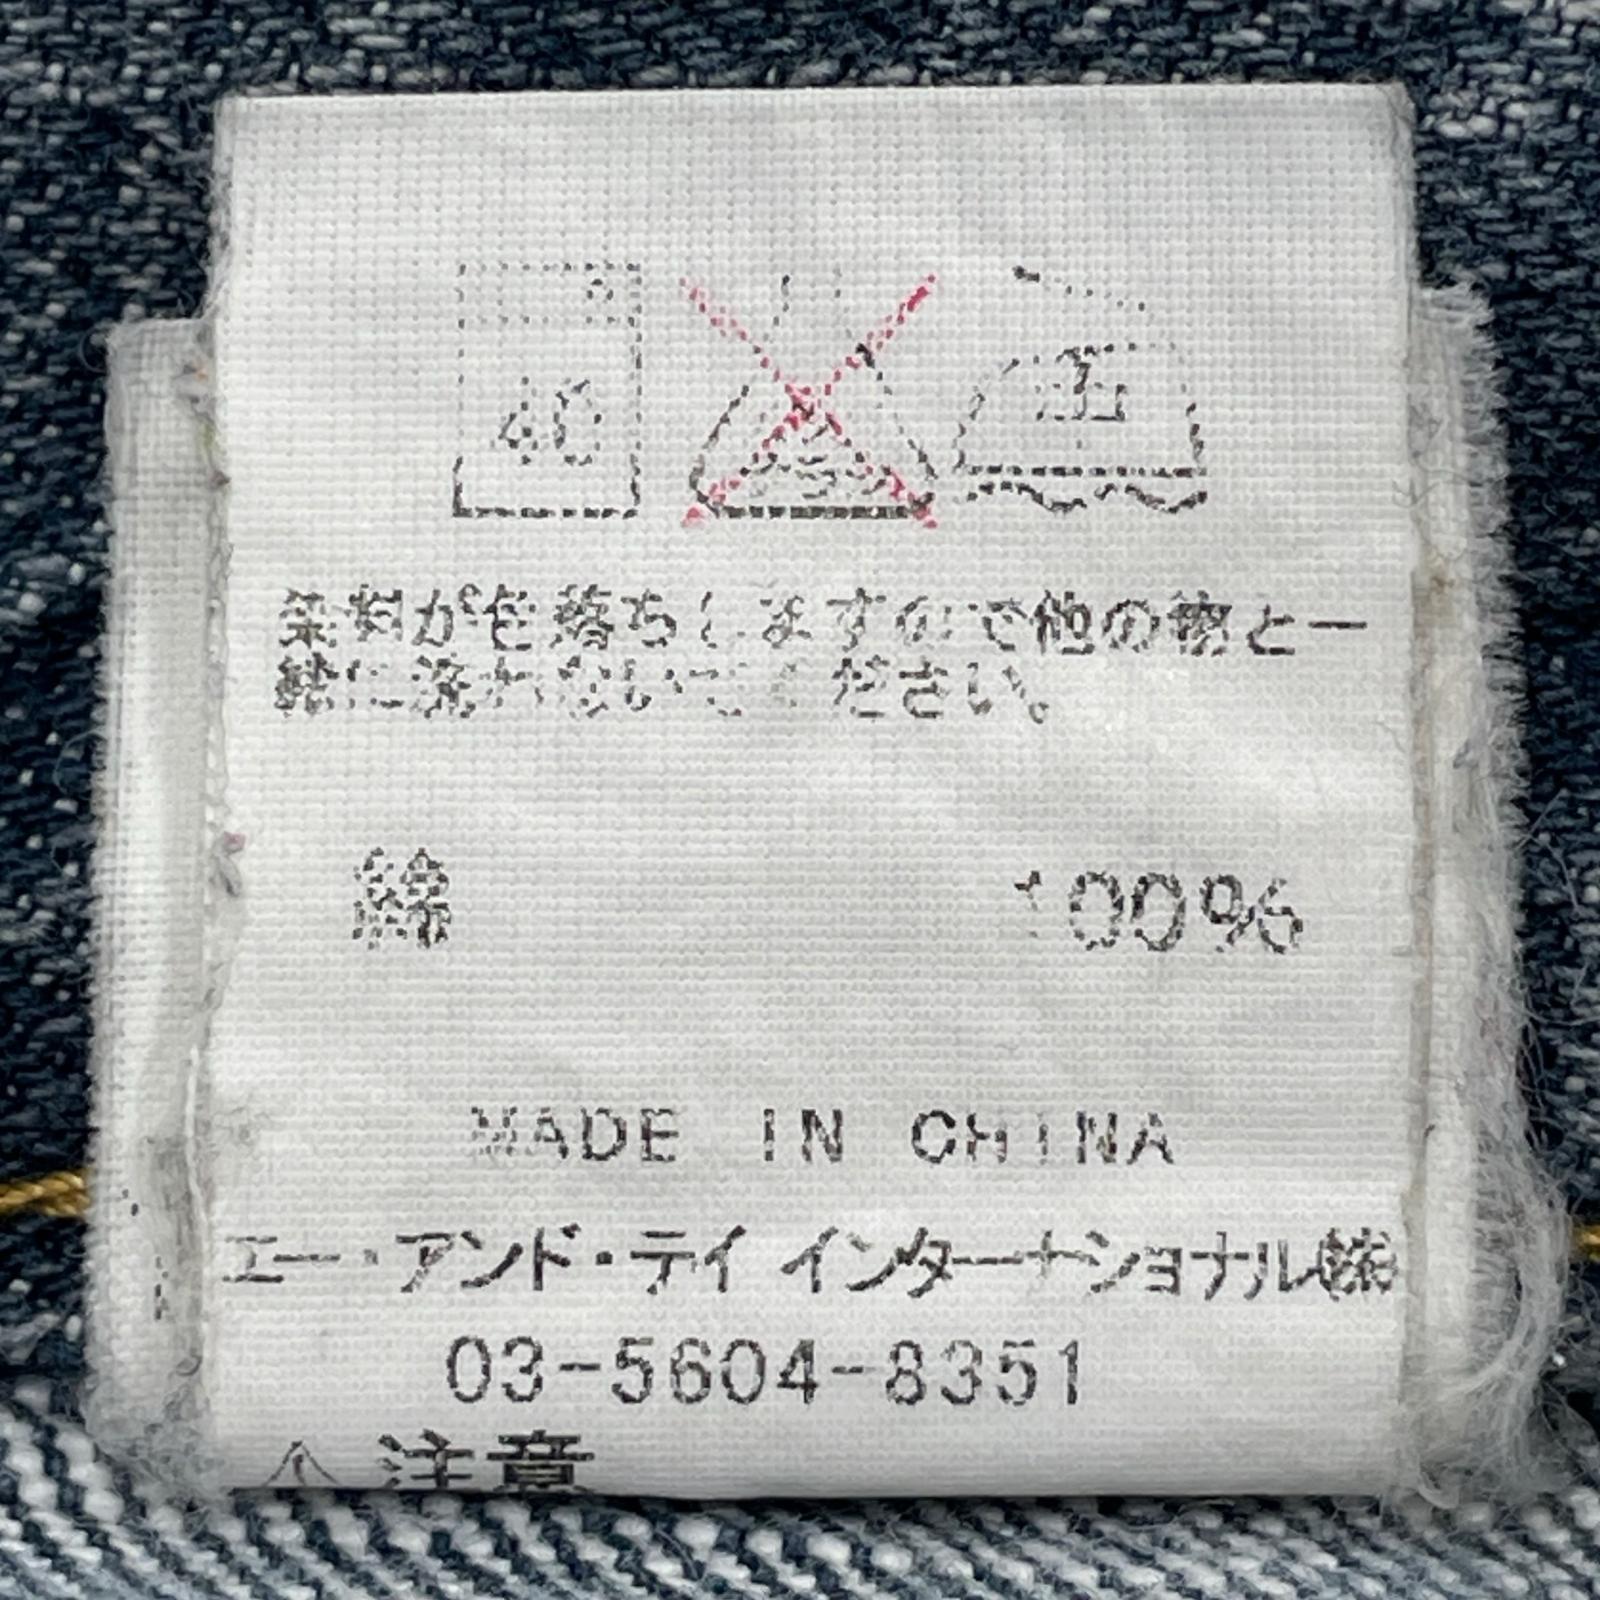 40
中
染料が色落ちしますので他の物と一
緒に洗わないでください。
綿 100%
MADE IN CHINA
エー・アンド・テイ インターナショナル㈱
03-5604-8351
注意